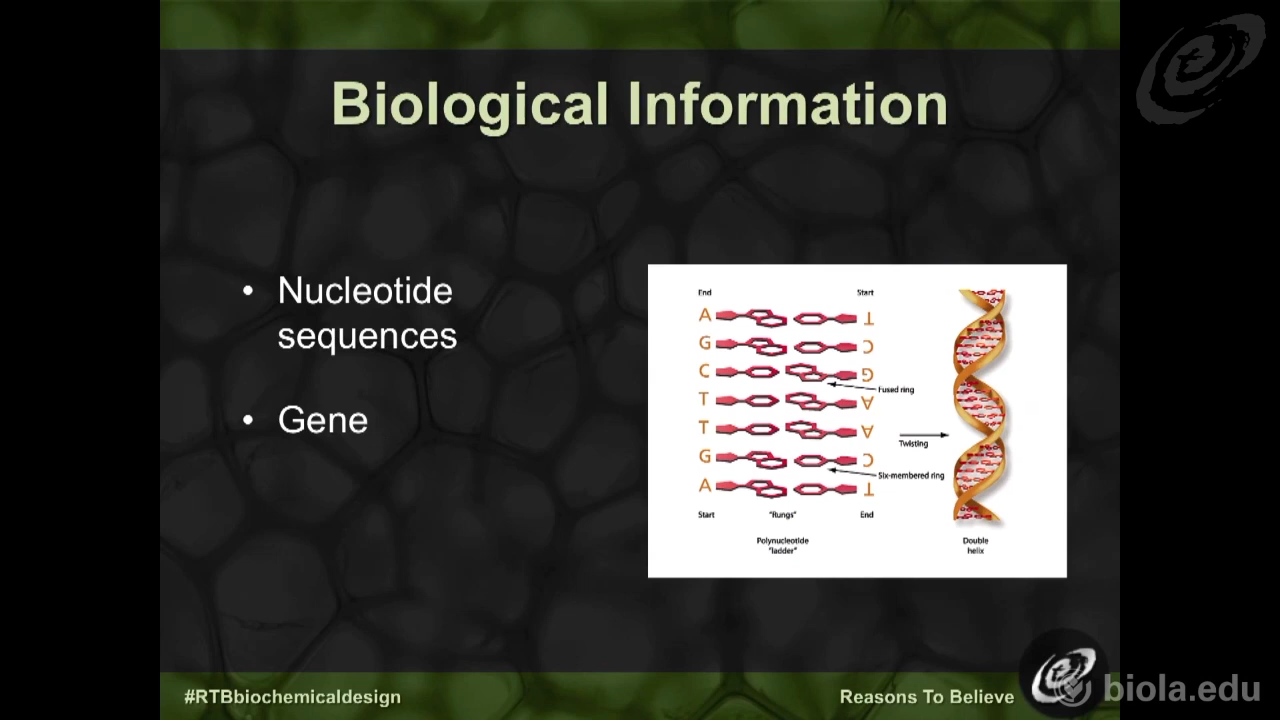 Biological Information
• Nucleotide
sequences
• Gene
End Start
A T
G C
C G
Fused ring
T A
T A
Twisting
G C
Six-membered ring
A T
Start "Rungs" End
Polynucleotide
"ladder"
Double
helix
#RTBbiochemicaldesign
Reasons To Believe
biola.edu